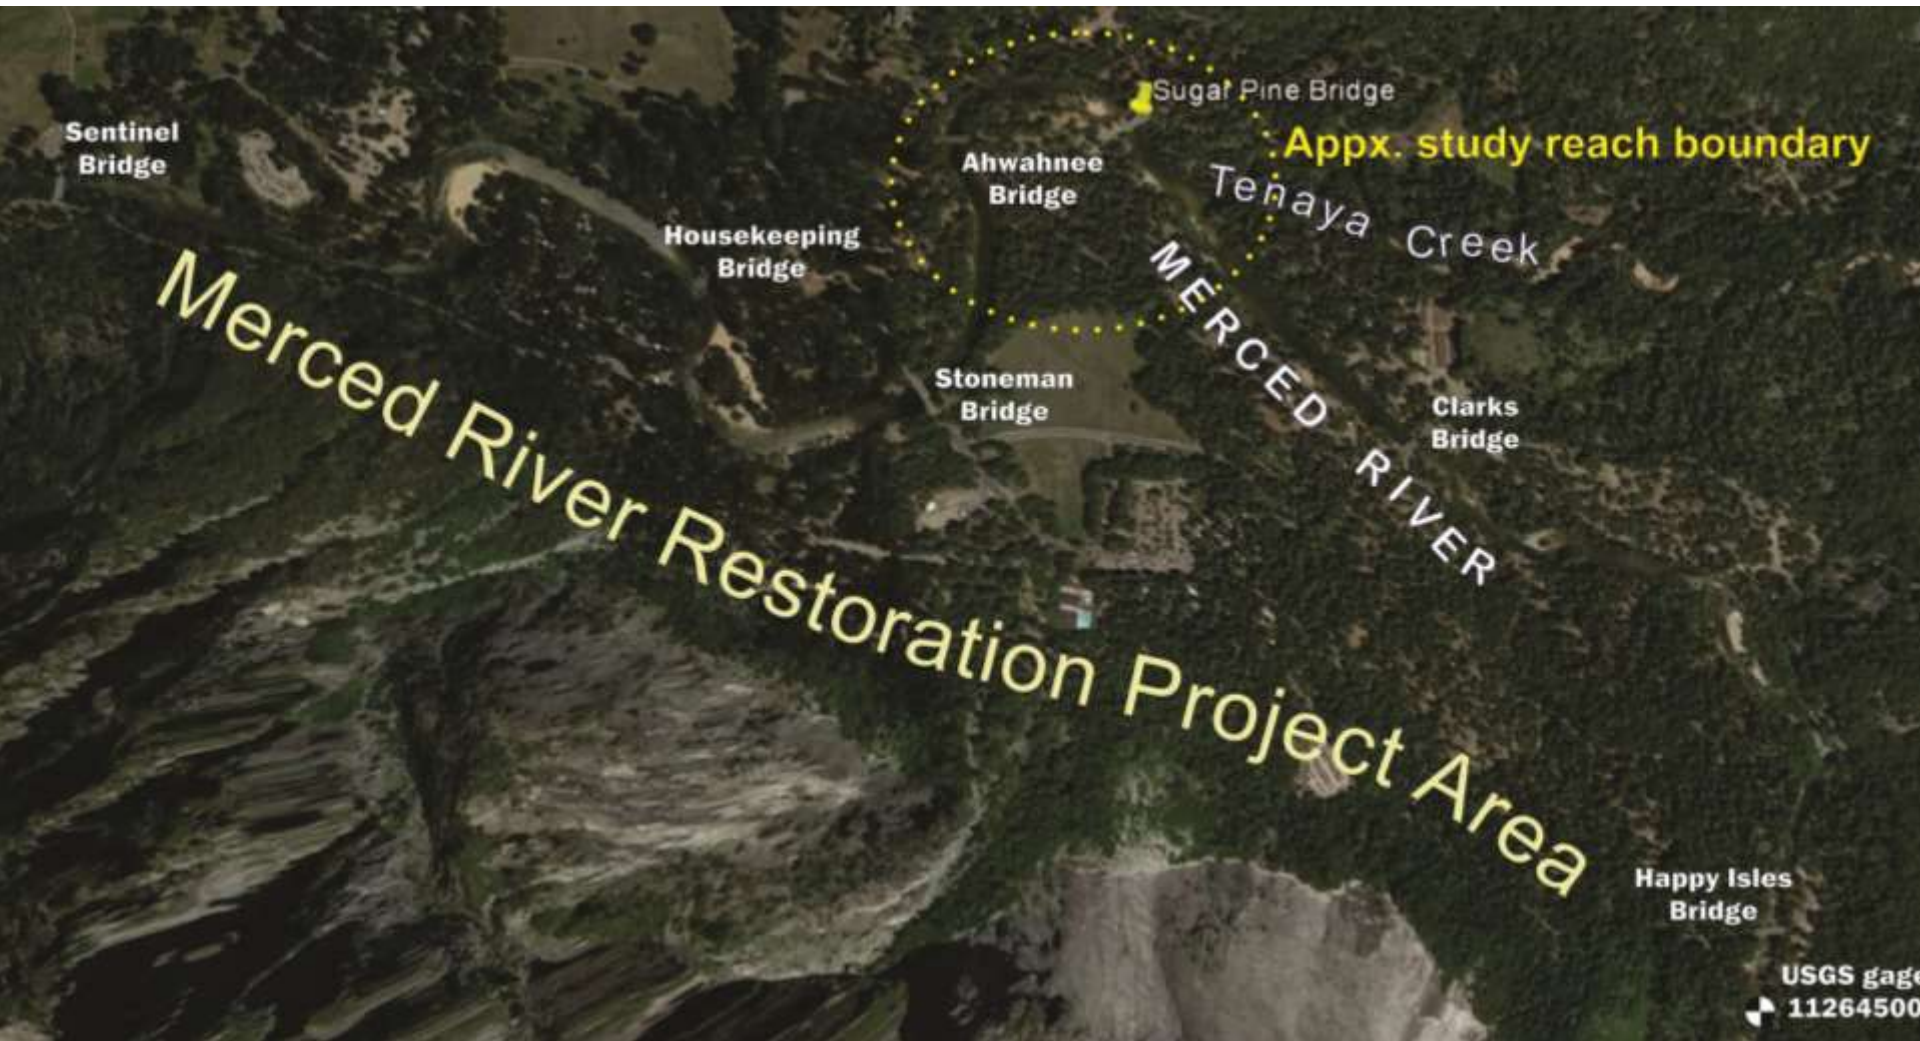 Sugar Pine Bridge
Sentinel
Bridge
Appx. study reach boundary
Ahwahnee
Bridge
Tenaya Creek
Housekeeping
Bridge
MERCED RIVER
Merced River Restoration Project Area
Stoneman
Bridge
Clarks
Bridge
Happy Isles
Bridge
USGS gage
11264500